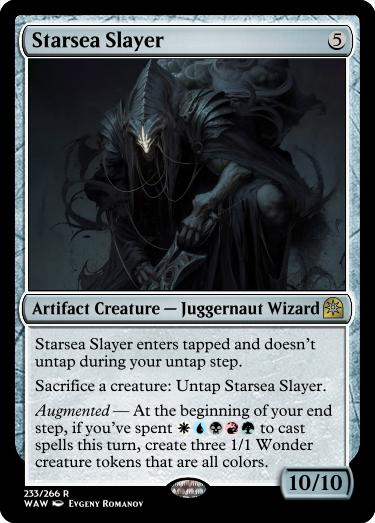 Starsea Slayer 5
Artifact Creature — Juggernaut Wizard
Starsea Slayer enters tapped and doesn't
untap during your untap step.
Sacrifice a creature: Untap Starsea Slayer.
Augmented — At the beginning of your end
step, if you've spent to cast
spells this turn, create three 1/1 Wonder
creature tokens that are all colors.
10/10
233/266 R
WAW Evgeny Romanov